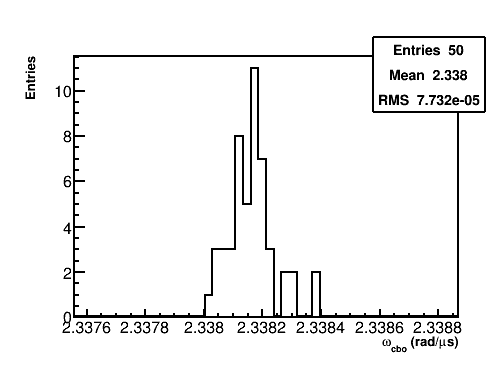 Entries 50
Mean 2.338
RMS 7.732e-05
Entries
10
8
6
4
2
0
2.3376 2.3378 2.338 2.3382 2.3384 2.3386 2.3388
ω_cbo (rad/μs)